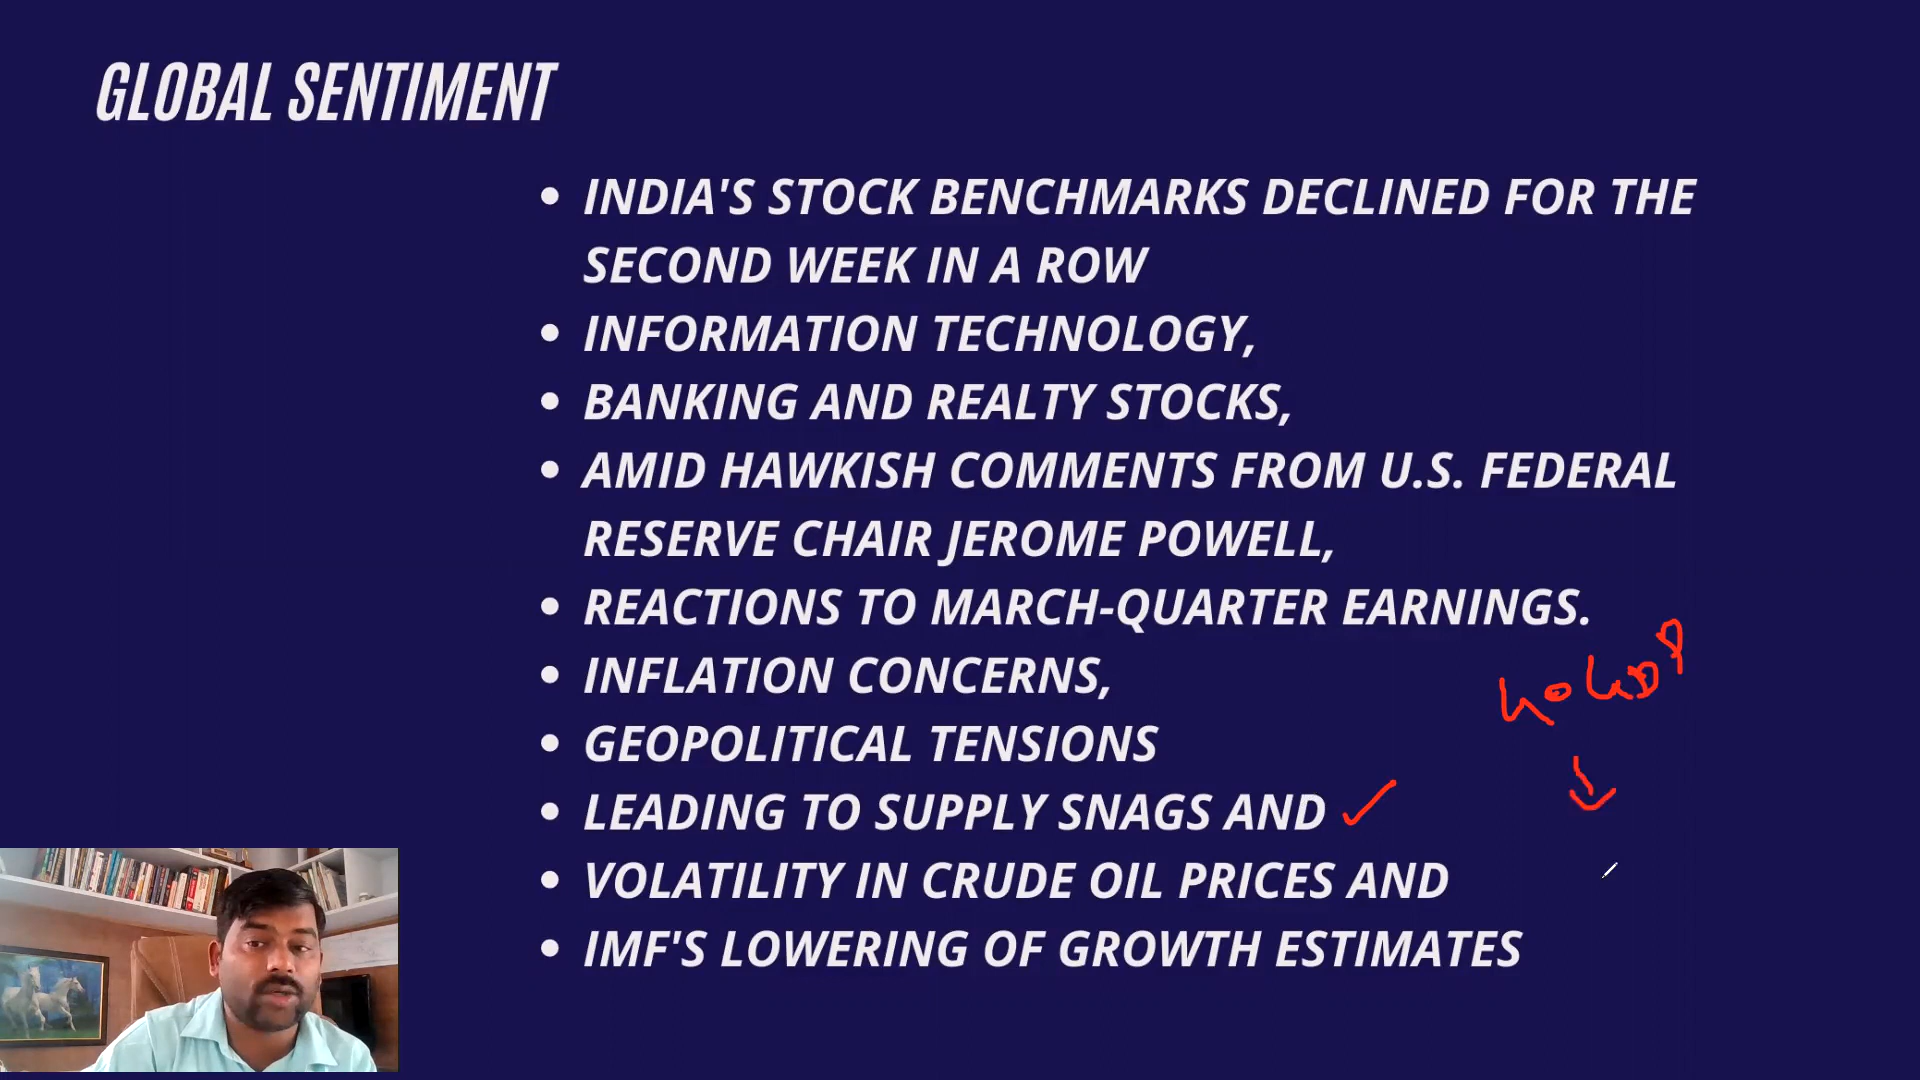 GLOBAL SENTIMENT
• INDIA'S STOCK BENCHMARKS DECLINED FOR THE
SECOND WEEK IN A ROW
• INFORMATION TECHNOLOGY,
• BANKING AND REALTY STOCKS,
• AMID HAWKISH COMMENTS FROM U.S. FEDERAL
RESERVE CHAIR JEROME POWELL,
• REACTIONS TO MARCH-QUARTER EARNINGS.
• INFLATION CONCERNS,
• GEOPOLITICAL TENSIONS
• LEADING TO SUPPLY SNAGS AND
• VOLATILITY IN CRUDE OIL PRICES AND
• IMF'S LOWERING OF GROWTH ESTIMATES